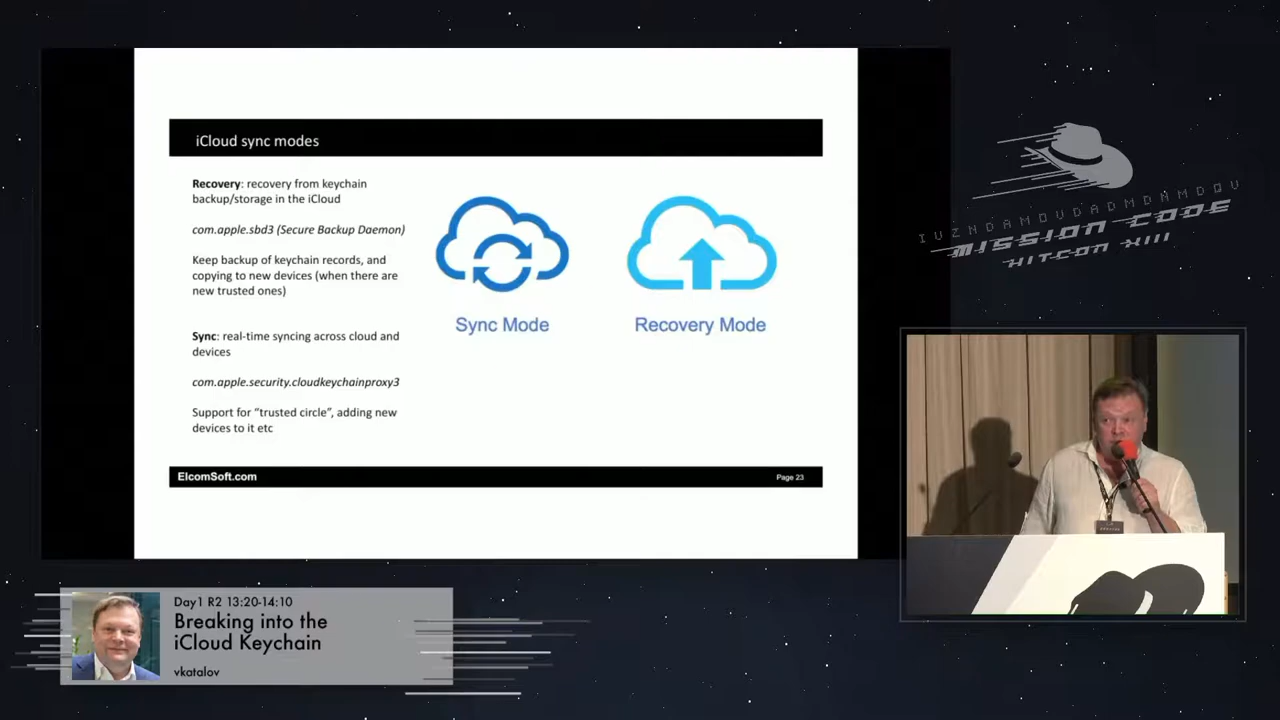 iCloud sync modes
Recovery: recovery from keychain
backup/storage in the iCloud
com.apple.sbd3 (Secure Backup Daemon)
Keep backup of keychain records, and
copying to new devices (when there are
new trusted ones)
Sync: real-time syncing across cloud and
devices
com.apple.security.cloudkeychainproxy3
Support for “trusted circle”, adding new
devices to it etc
Sync Mode
Recovery Mode
ElcomSoft.com
Page 23
MISSION CODE
HITCON XIII
Day1 R2 13:20-14:10
Breaking into the
iCloud Keychain
vkatalov